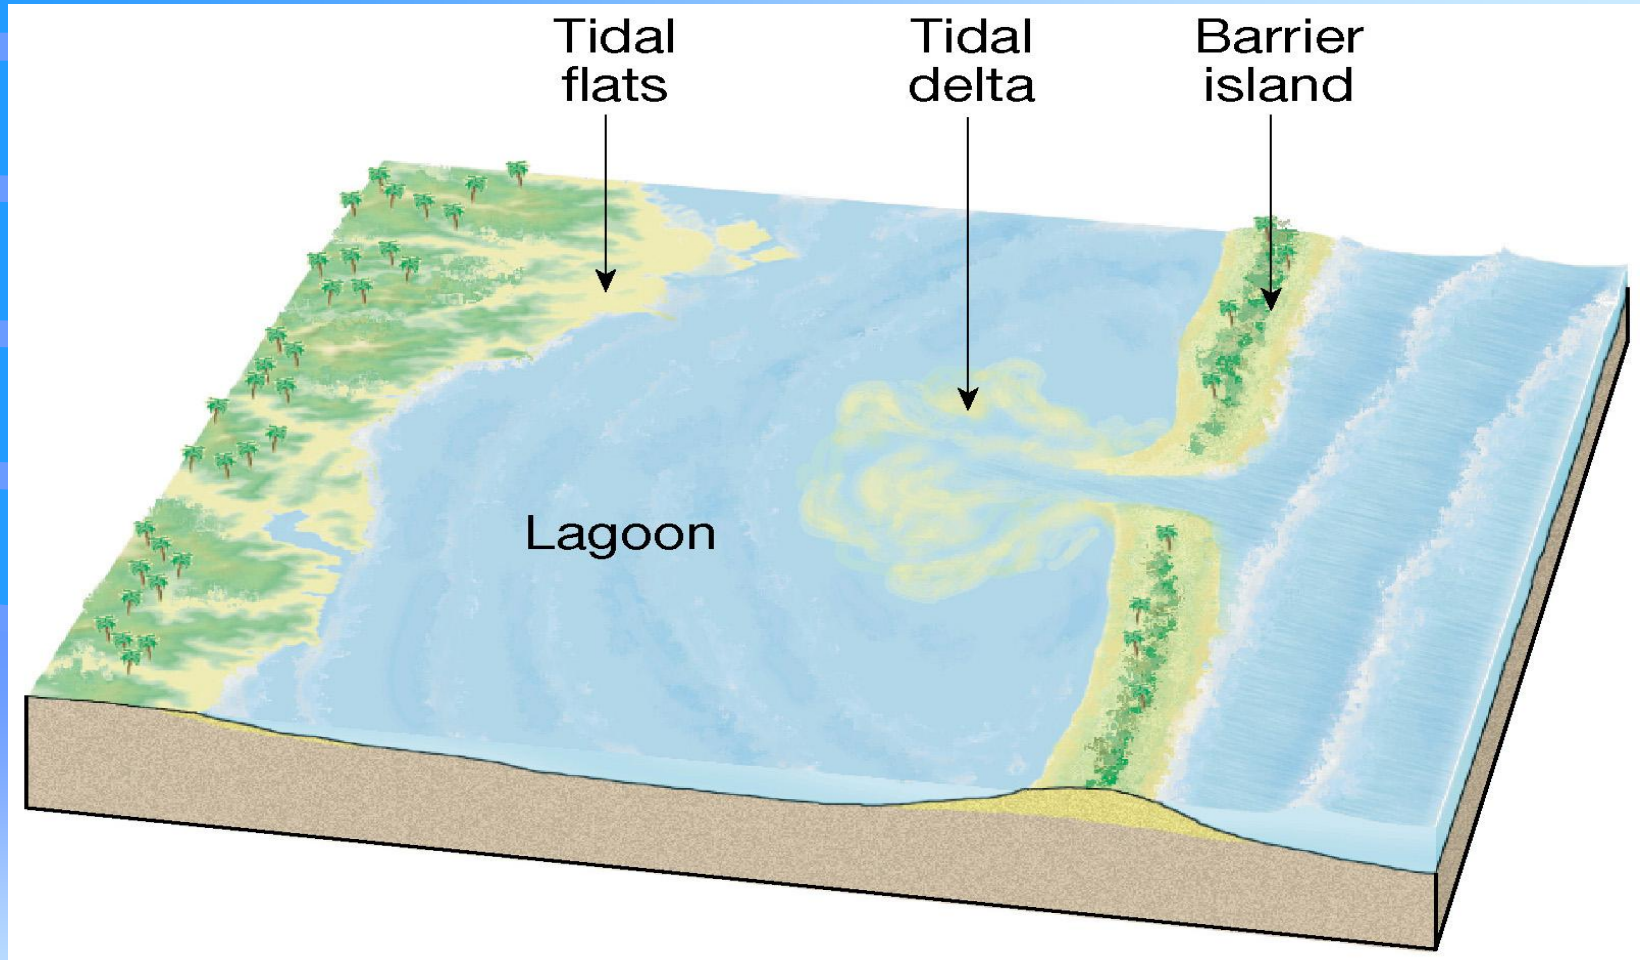 Tidal
flats
Tidal
delta
Barrier
island
Lagoon